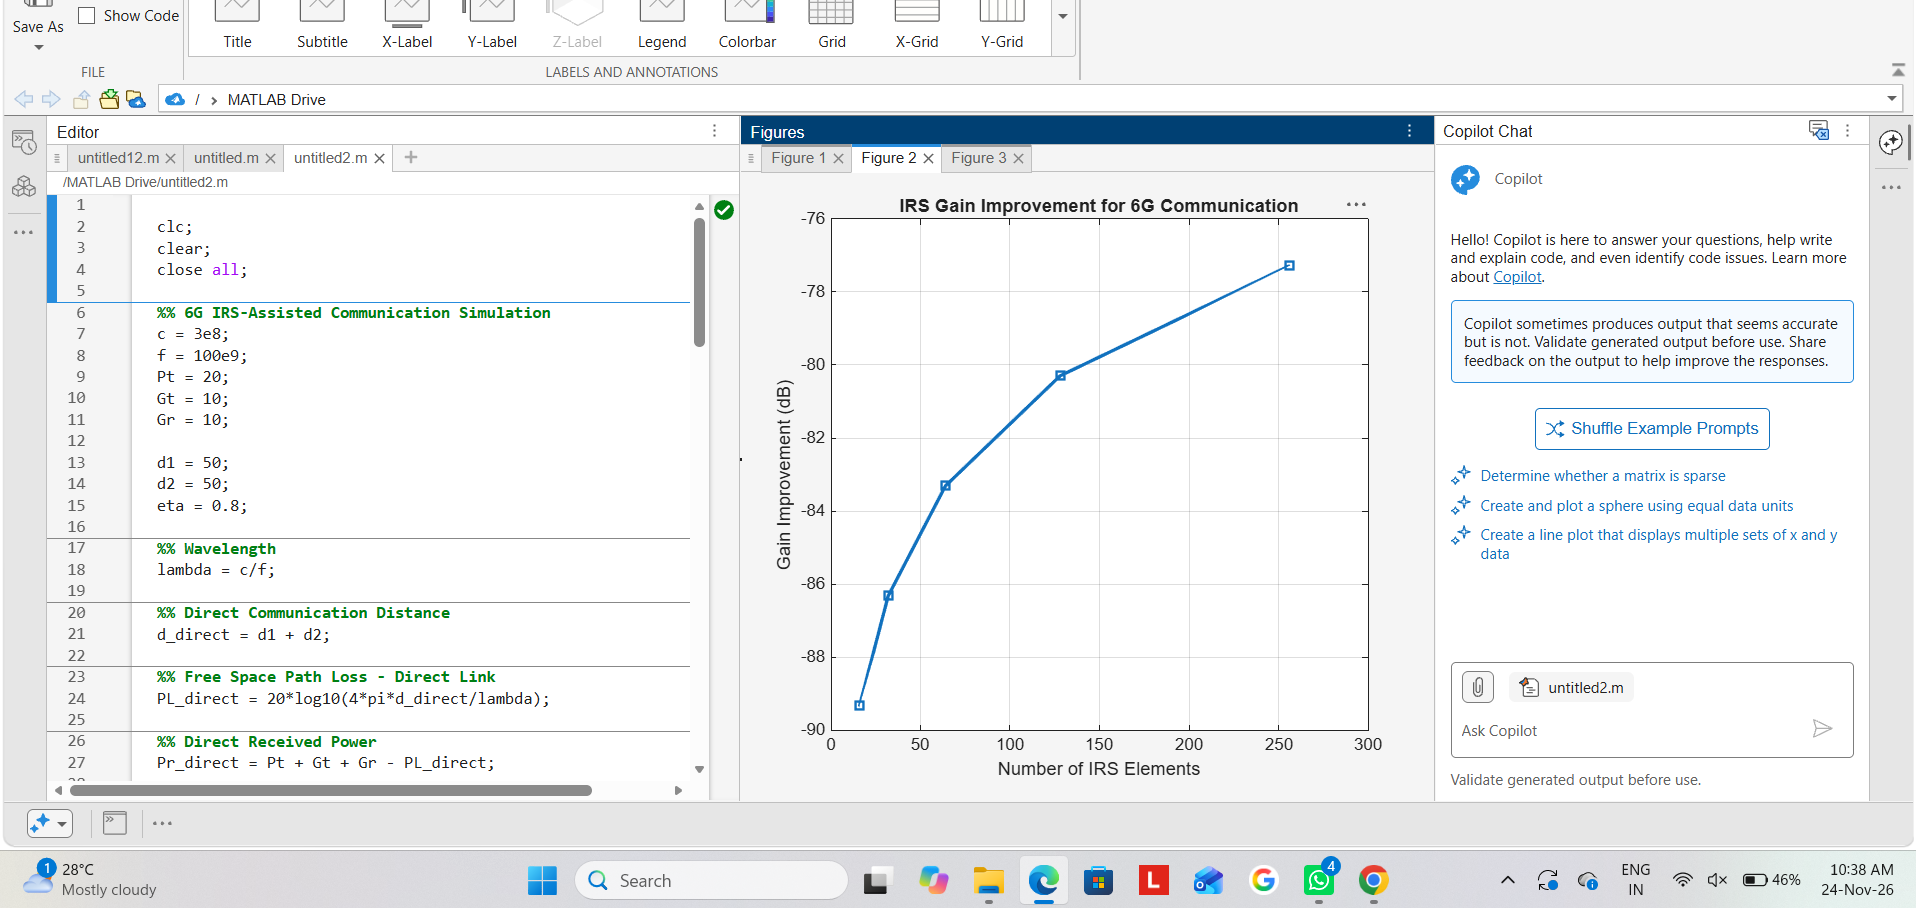 Save As
Show Code
Title
Subtitle
X-Label
Y-Label
Z-Label
Legend
Colorbar
Grid
X-Grid
Y-Grid
FILE
LABELS AND ANNOTATIONS
/ › MATLAB Drive
Editor
untitled12.m
untitled.m
untitled2.m
/MATLAB Drive/untitled2.m
1
2 clc;
3 clear;
4 close all;
5
6 %% 6G IRS-Assisted Communication Simulation
7 c = 3e8;
8 f = 100e9;
9 Pt = 20;
10 Gt = 10;
11 Gr = 10;
12
13 d1 = 50;
14 d2 = 50;
15 eta = 0.8;
16
17 %% Wavelength
18 lambda = c/f;
19
20 %% Direct Communication Distance
21 d_direct = d1 + d2;
22
23 %% Free Space Path Loss - Direct Link
24 PL_direct = 20*log10(4*pi*d_direct/lambda);
25
26 %% Direct Received Power
27 Pr_direct = Pt + Gt + Gr - PL_direct;
Figures
Figure 1
Figure 2
Figure 3
IRS Gain Improvement for 6G Communication
-76
-78
-80
-82
-84
-86
-88
-90
Gain Improvement (dB)
0 50 100 150 200 250 300
Number of IRS Elements
Copilot Chat
Copilot
Hello! Copilot is here to answer your questions, help write
and explain code, and even identify code issues. Learn more
about Copilot.
Copilot sometimes produces output that seems accurate
but is not. Validate generated output before use. Share
feedback on the output to help improve the responses.
Shuffle Example Prompts
Determine whether a matrix is sparse
Create and plot a sphere using equal data units
Create a line plot that displays multiple sets of x and y
data
untitled2.m
Ask Copilot
Validate generated output before use.
1
28°C
Mostly cloudy
Search
L
4
ENG
IN
46%
10:38 AM
24-Nov-26